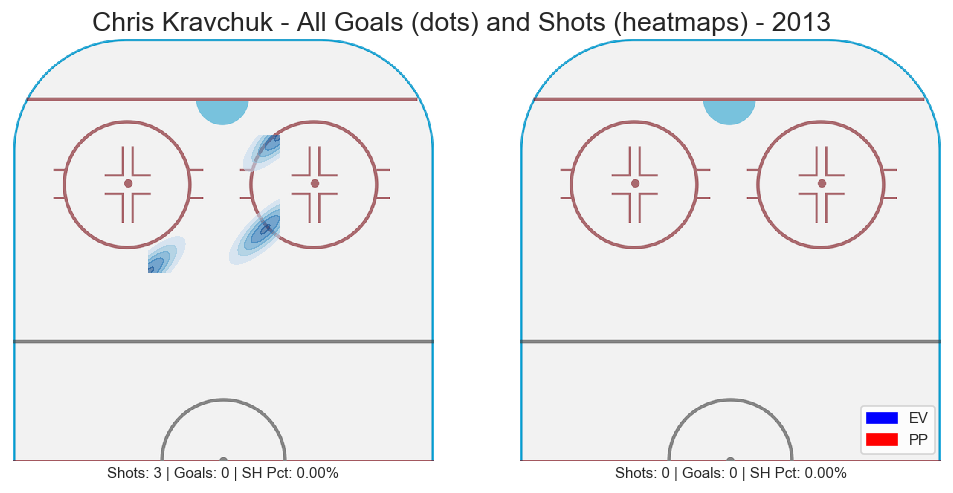 Chris Kravchuk - All Goals (dots) and Shots (heatmaps) - 2013
EV
PP
Shots: 3 | Goals: 0 | SH Pct: 0.00%
Shots: 0 | Goals: 0 | SH Pct: 0.00%